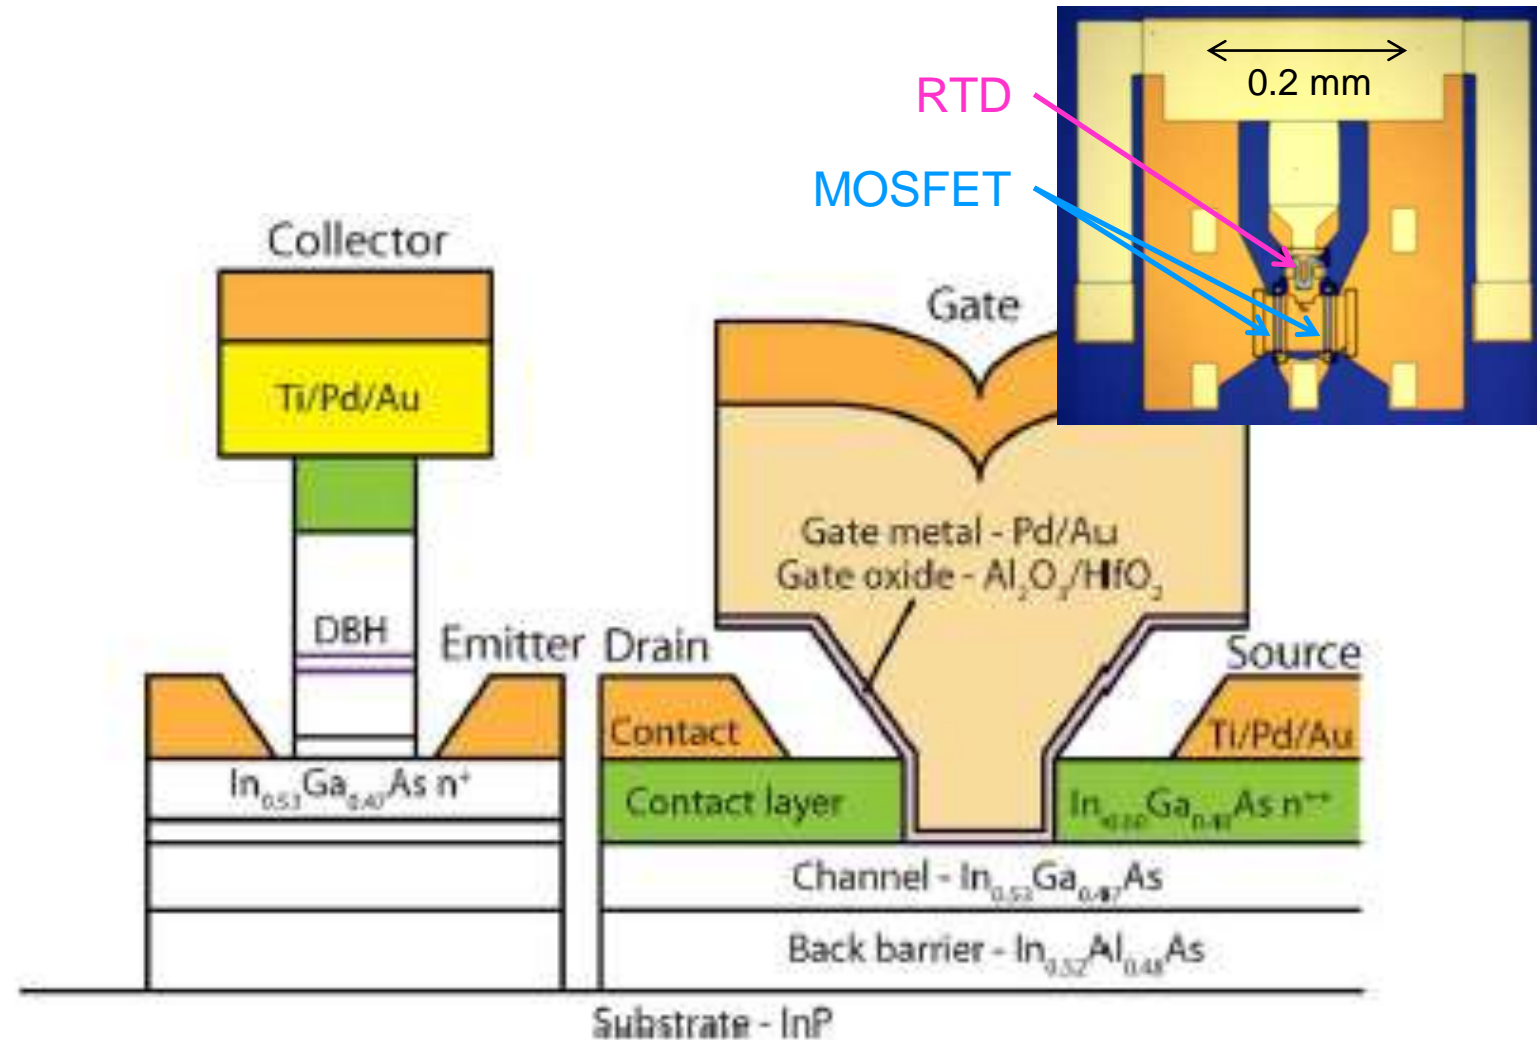 0.2 mm
RTD
MOSFET
Collector
Gate
Ti/Pd/Au
Gate metal - Pd/Au
Gate oxide - Al₂O₃/HfO₂
DBH
Emitter
Drain
Source
Contact
Ti/Pd/Au
In₀.₅₃Ga₀.₄₇As n⁺
Contact layer
Ga As n⁺⁺
Channel - In₀.₅₃Ga₀.₄₇As
Back barrier - In₀.₅₂Al₀.₄₈As
Substrate - InP